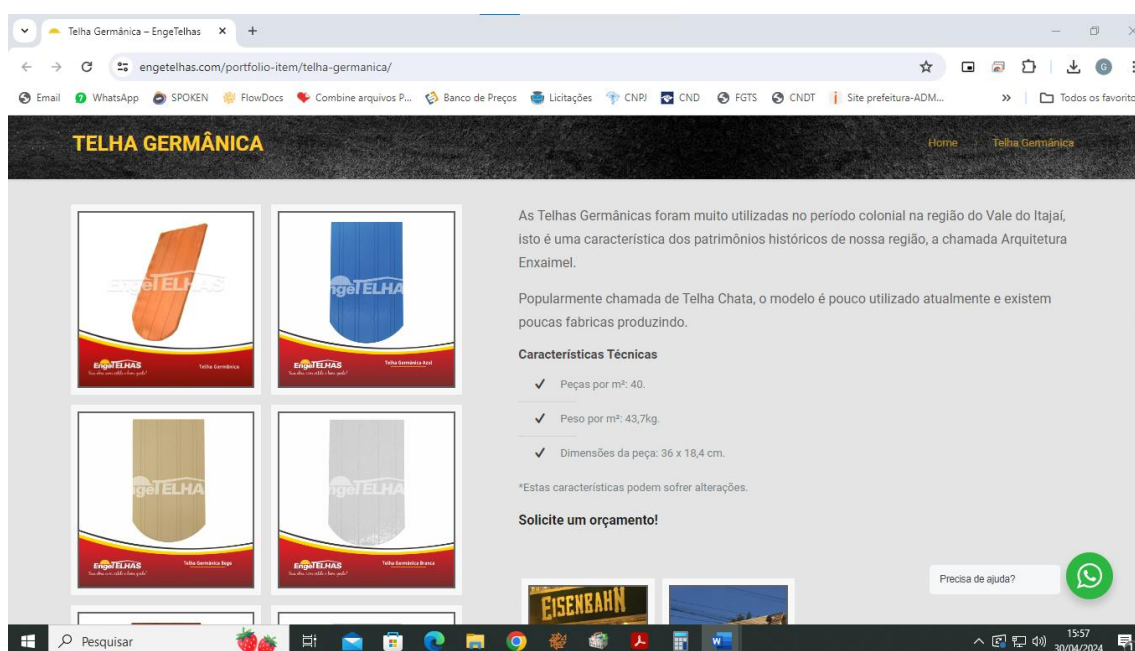 Telha Germânica – EngeTelhas
engetelhas.com/portfolio-item/telha-germanica/
G
Email WhatsApp SPOKEN FlowDocs Combine arquivos P... Banco de Preços Licitações CNPJ CND FGTS CNDT Site prefeitura-ADM... » Todos os favorito
TELHA GERMÂNICA
Home Telha Germânica
EngeTELHAS
EngeTELHAS Telha Germânica
ngeTELHA
EngeTELHAS Telha Germânica Azul
ngeTELHA
EngeTELHAS Telha Germânica Bege
ngeTELHA
EngeTELHAS Telha Germânica Branca
As Telhas Germânicas foram muito utilizadas no período colonial na região do Vale do Itajaí,
isto é uma característica dos patrimônios históricos de nossa região, a chamada Arquitetura
Enxaimel.
Popularmente chamada de Telha Chata, o modelo é pouco utilizado atualmente e existem
poucas fabricas produzindo.
Características Técnicas
Peças por m²: 40.
Peso por m²: 43,7kg.
Dimensões da peça: 36 x 18,4 cm.
*Estas características podem sofrer alterações.
Solicite um orçamento!
EISENBAHN
Precisa de ajuda?
Pesquisar
15:57
30/04/2024